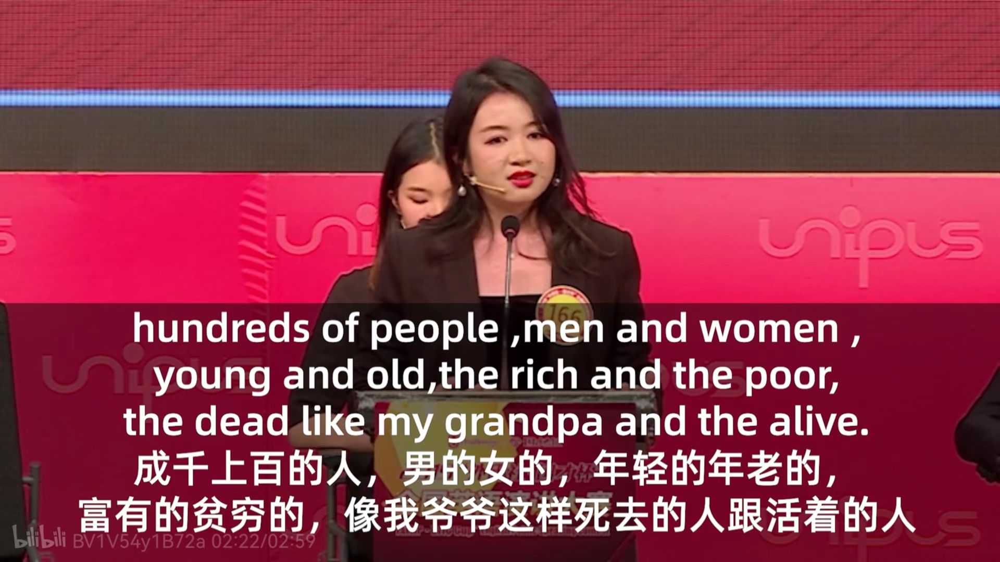 unipus
unipus
166
unipus
hundreds of people ,men and women ,
young and old,the rich and the poor,
the dead like my grandpa and the alive.
成千上百的人，男的女的，年轻的年老的，
富有的贫穷的，像我爷爷这样死去的人跟活着的人
bilibili BV1V54y1B72a 02:22/02:59